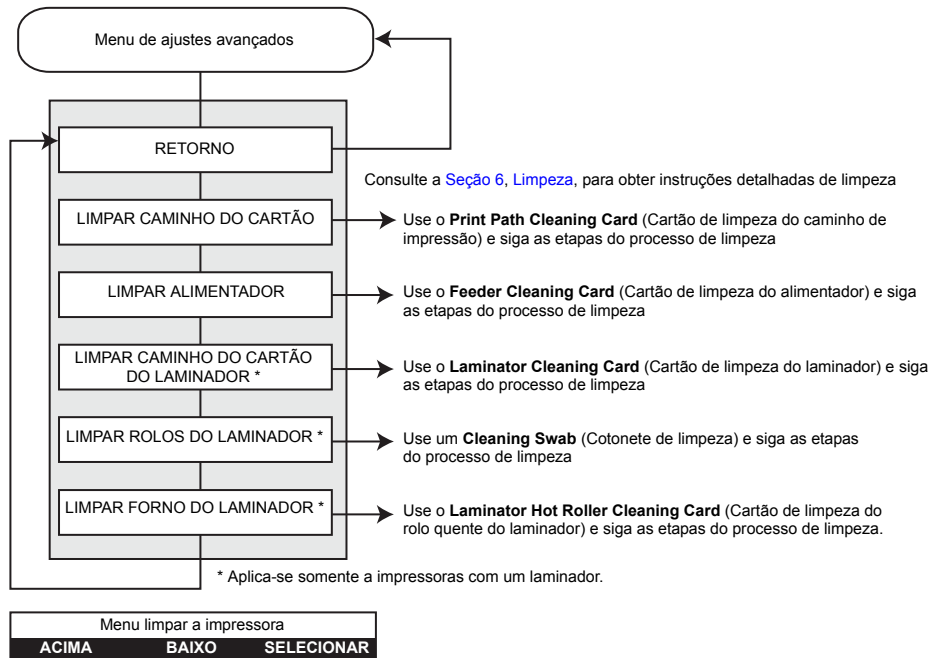 Menu de ajustes avançados
RETORNO
Consulte a Seção 6, Limpeza, para obter instruções detalhadas de limpeza
LIMPAR CAMINHO DO CARTÃO
Use o Print Path Cleaning Card (Cartão de limpeza do caminho de
impressão) e siga as etapas do processo de limpeza
LIMPAR ALIMENTADOR
Use o Feeder Cleaning Card (Cartão de limpeza do alimentador) e siga
as etapas do processo de limpeza
LIMPAR CAMINHO DO CARTÃO
DO LAMINADOR *
Use o Laminator Cleaning Card (Cartão de limpeza do laminador) e siga
as etapas do processo de limpeza
LIMPAR ROLOS DO LAMINADOR *
Use um Cleaning Swab (Cotonete de limpeza) e siga as etapas
do processo de limpeza
LIMPAR FORNO DO LAMINADOR *
Use o Laminator Hot Roller Cleaning Card (Cartão de limpeza do
rolo quente do laminador) e siga as etapas do processo de limpeza.
* Aplica-se somente a impressoras com um laminador.
Menu limpar a impressora
ACIMA BAIXO SELECIONAR